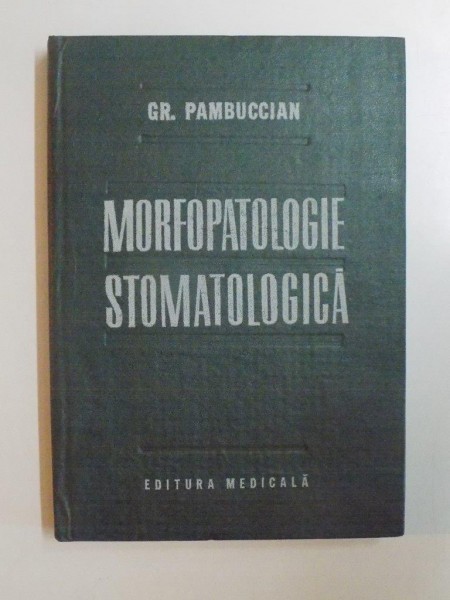 GR. PAMBUCCIAN
MORFOPATOLOGIE
STOMATOLOGICĂ
EDITURA MEDICALĂ